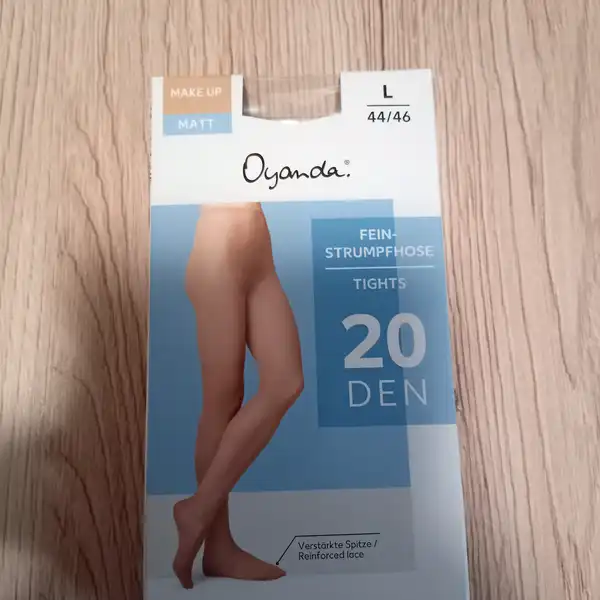 MAKE UP
MATT
L
44/46
Oyanda®
FEIN-
STRUMPFHOSE
TIGHTS
20
DEN
Verstärkte Spitze /
Reinforced lace